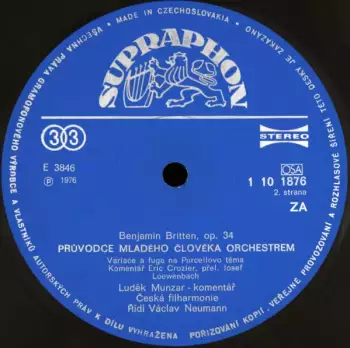 VŠECHNA PRÁVA GRAMOFONOVÉHO VÝROBCE A VLASTNÍKŮ AUTORSKÝCH PRÁV K DÍLU VYHRAŽENA
MADE IN CZECHOSLOVAKIA
POŘIZOVÁNÍ KOPIÍ, VEŘEJNÉ PROVOZOVÁNÍ A ROZHLASOVÉ ŠÍŘENÍ TÉTO DESKY JE ZAKÁZÁNO
SUPRAPHON
33
STEREO
E 3846
℗ 1976
OSA
1 10 1876
2. strana
ZA
Benjamin Britten, op. 34
PRŮVODCE MLADÉHO ČLOVĚKA ORCHESTREM
Variace a fuga na Purcellovo téma
Komentář Eric Crozier, přel. Josef
Loewenbach
Luděk Munzar - komentář
Česká filharmonie
Řídí Václav Neumann